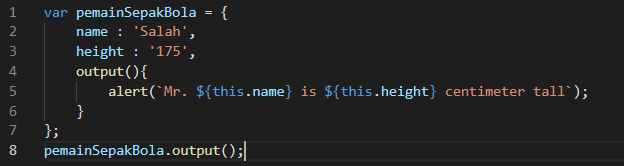 1 var pemainSepakBola = {
2     name : 'Salah',
3     height : '175',
4     output(){
5         alert(`Mr. ${this.name} is ${this.height} centimeter tall`);
6     }
7 };
8 pemainSepakBola.output();